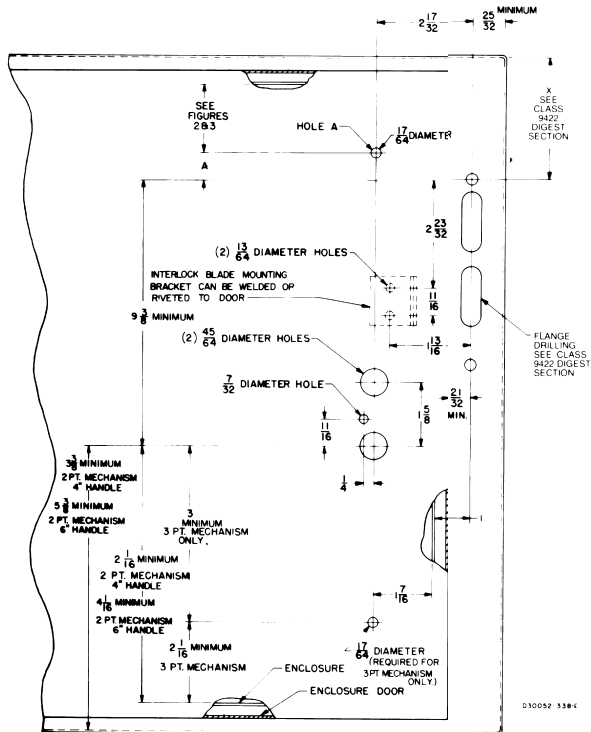 2 17/32
25/32 MINIMUM
X
SEE
CLASS
9422
DIGEST
SECTION
SEE
FIGURES
2&3
HOLE A
17/64 DIAMETER
A
2 23/32
(2) 13/64 DIAMETER HOLES
INTERLOCK BLADE MOUNTING
BRACKET CAN BE WELDED OR
RIVETED TO DOOR
9 3/8 MINIMUM
11/16
1 13/16
FLANGE
DRILLING
SEE CLASS
9422 DIGEST
SECTION
(2) 45/64 DIAMETER HOLES
7/32 DIAMETER HOLE
21/32
MIN.
1 5/8
11/16
1/4
3 3/8 MINIMUM
2 PT. MECHANISM
4" HANDLE
5 3/8 MINIMUM
2 PT. MECHANISM
6" HANDLE
3
MINIMUM
3 PT. MECHANISM
ONLY.
1
2 1/16 MINIMUM
2 PT. MECHANISM
4" HANDLE
4 1/16 MINIMUM
2 PT. MECHANISM
6" HANDLE
1 7/16
2 1/16 MINIMUM
3 PT. MECHANISM
17/64 DIAMETER
(REQUIRED FOR
3 PT MECHANISM
ONLY)
ENCLOSURE
ENCLOSURE DOOR